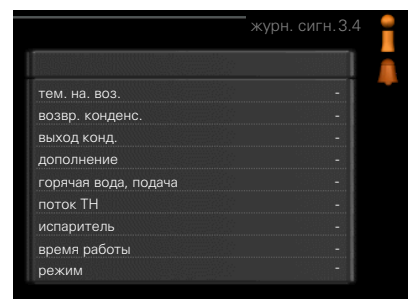 журн. сигн. 3.4
тем. на. воз. -
возвр. конденс. -
выход конд. -
дополнение -
горячая вода, подача -
поток ТН -
испаритель -
время работы -
режим -